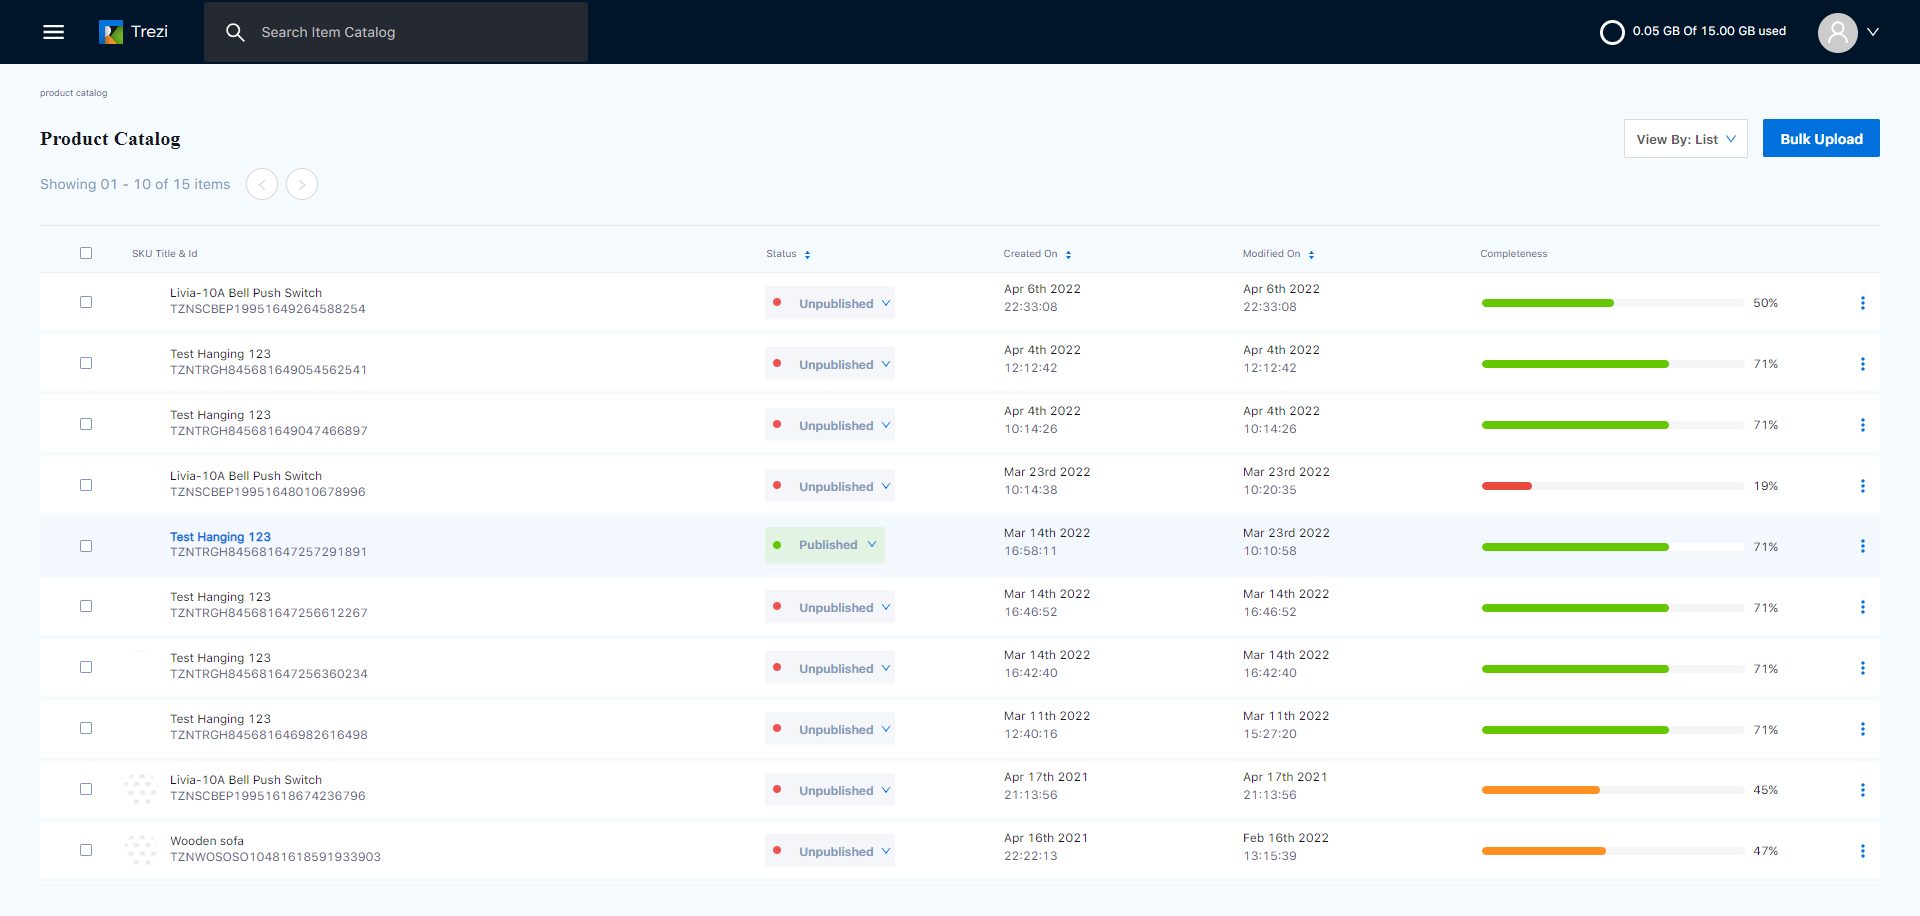 Trezi
Search Item Catalog
0.05 GB Of 15.00 GB used
product catalog
Product Catalog
View By: List
Bulk Upload
Showing 01 - 10 of 15 items
SKU Title & Id Status Created On Modified On Completeness
Livia-10A Bell Push Switch Apr 6th 2022 Apr 6th 2022
TZNSCBEP19951649264588254 Unpublished 22:33:08 22:33:08 50%
Test Hanging 123 Apr 4th 2022 Apr 4th 2022
TZNTRGH845681649054562541 Unpublished 12:12:42 12:12:42 71%
Test Hanging 123 Apr 4th 2022 Apr 4th 2022
TZNTRGH845681649047466897 Unpublished 10:14:26 10:14:26 71%
Livia-10A Bell Push Switch Mar 23rd 2022 Mar 23rd 2022
TZNSCBEP19951648010678996 Unpublished 10:14:38 10:20:35 19%
Test Hanging 123 Mar 14th 2022 Mar 23rd 2022
TZNTRGH845681647257291891 Published 16:58:11 10:10:58 71%
Test Hanging 123 Mar 14th 2022 Mar 14th 2022
TZNTRGH845681647256612267 Unpublished 16:46:52 16:46:52 71%
Test Hanging 123 Mar 14th 2022 Mar 14th 2022
TZNTRGH845681647256360234 Unpublished 16:42:40 16:42:40 71%
Test Hanging 123 Mar 11th 2022 Mar 11th 2022
TZNTRGH845681646982616498 Unpublished 12:40:16 15:27:20 71%
Livia-10A Bell Push Switch Apr 17th 2021 Apr 17th 2021
TZNSCBEP19951618674236796 Unpublished 21:13:56 21:13:56 45%
Wooden sofa Apr 16th 2021 Feb 16th 2022
TZNWOSOSO10481618591933903 Unpublished 22:22:13 13:15:39 47%